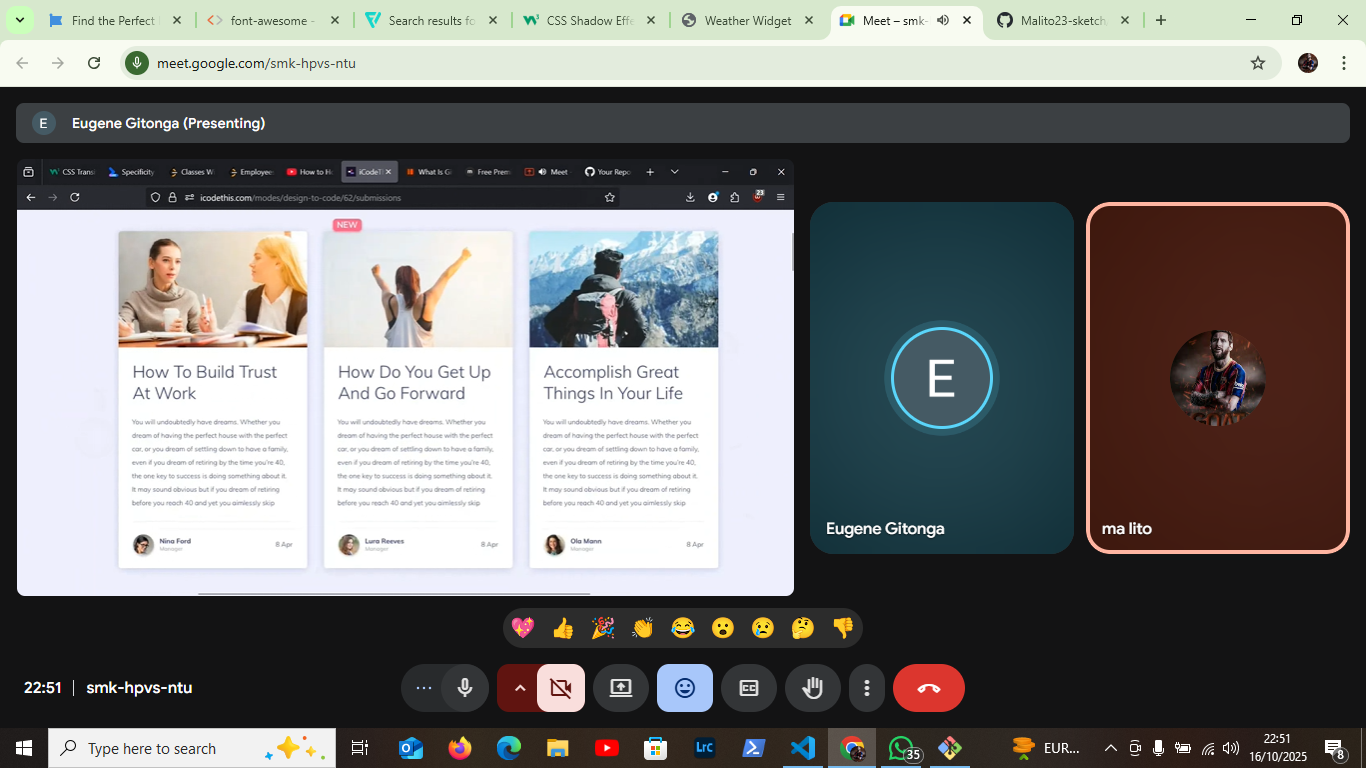 Find the Perfect
font-awesome -
Search results fo
CSS Shadow Effe
Weather Widget
Meet – smk-
Malito23-sketch
meet.google.com/smk-hpvs-ntu
E
Eugene Gitonga (Presenting)
CSS Trans
Specificity
Classes W
Employee
How to H
iCodeT
What Is G
Free Prem
Meet
Your Repo
icodethis.com/modes/design-to-code/62/submissions
23
NEW
How To Build Trust
At Work
You will undoubtedly have dreams. Whether you
dream of having the perfect house with the perfect
car, or you dream of settling down to have a family,
even if you dream of retiring by the time you're 40,
the one key to success is doing something about it.
It may sound obvious but if you dream of retiring
before you reach 40 and yet you aimlessly skip
Nina Ford
Manager
8 Apr
How Do You Get Up
And Go Forward
You will undoubtedly have dreams. Whether you
dream of having the perfect house with the perfect
car, or you dream of settling down to have a family,
even if you dream of retiring by the time you're 40,
the one key to success is doing something about it.
It may sound obvious but if you dream of retiring
before you reach 40 and yet you aimlessly skip
Lura Reeves
Manager
8 Apr
Accomplish Great
Things In Your Life
You will undoubtedly have dreams. Whether you
dream of having the perfect house with the perfect
car, or you dream of settling down to have a family,
even if you dream of retiring by the time you're 40,
the one key to success is doing something about it.
It may sound obvious but if you dream of retiring
before you reach 40 and yet you aimlessly skip
Ola Mann
Manager
8 Apr
E
Eugene Gitonga
ma lito
22:51 | smk-hpvs-ntu
Type here to search
Lrc
35
EUR...
22:51
16/10/2025
8